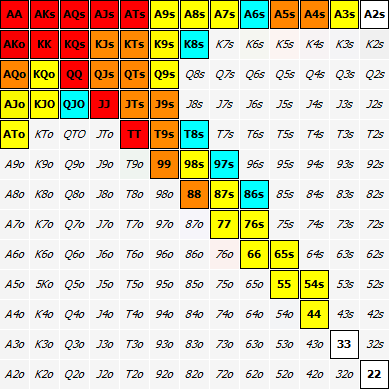 AA AKs AQs AJs ATs A9s A8s A7s A6s A5s A4s A3s A2s
AKo KK KQs KJs KTs K9s K8s K7s K6s K5s K4s K3s K2s
AQo KQo QQ QJs QTs Q9s Q8s Q7s Q6s Q5s Q4s Q3s Q2s
AJo KJO QJO JJ JTs J9s J8s J7s J6s J5s J4s J3s J2s
ATo KTo QTO JTo TT T9s T8s T7s T6s T5s T4s T3s T2s
A9o K9o Q9o J9o T9o 99 98s 97s 96s 95s 94s 93s 92s
A8o K8o Q8o J8o T8o 98o 88 87s 86s 85s 84s 83s 82s
A7o K7o Q7o J7o T7o 97o 87o 77 76s 75s 74s 73s 72s
A6o K6o Q6o J6o T6o 96o 86o 76o 66 65s 64s 63s 62s
A5o 5Ko Q5o J5o T5o 95o 85o 75o 65o 55 54s 53s 52s
A4o K4o Q4o J4o T4o 94o 84o 74o 64o 54o 44 43s 42s
A3o K3o Q3o J3o T3o 93o 83o 73o 63o 53o 43o 33 32s
A2o K2o Q2o J2o T2o 92o 82o 72o 62o 52o 42o 32o 22